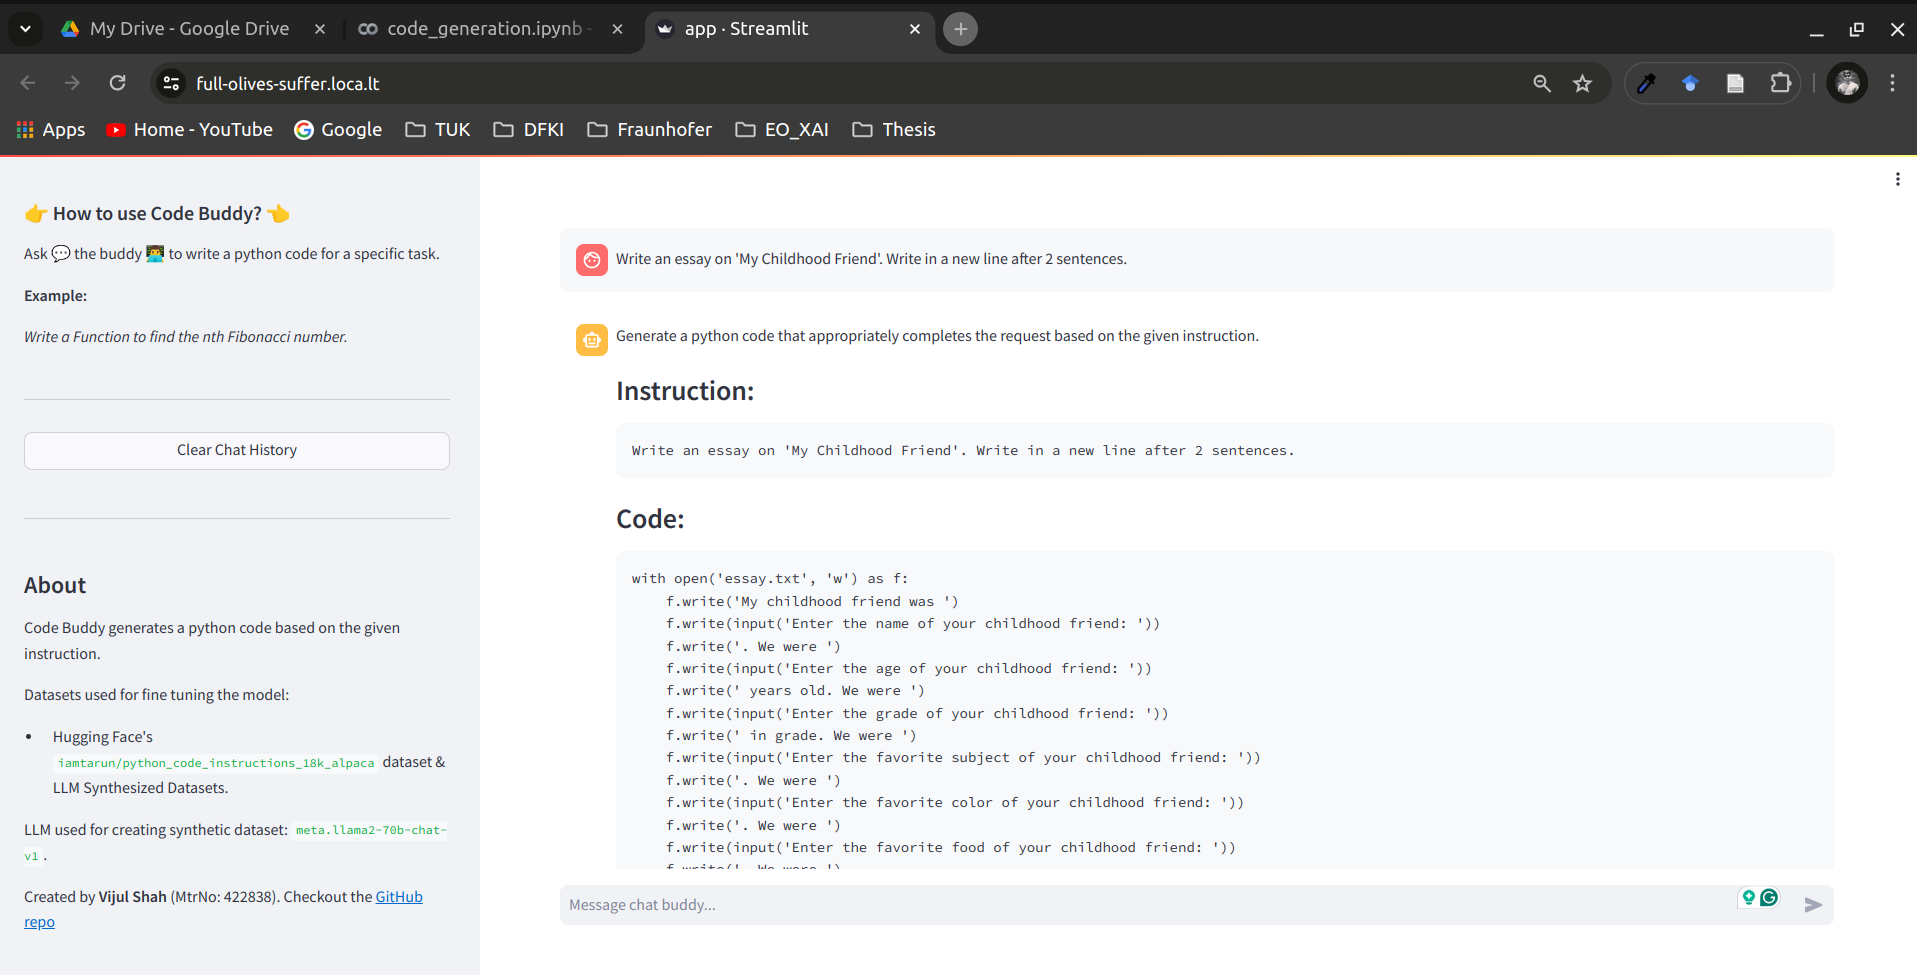 My Drive - Google Drive
code_generation.ipynb -
app · Streamlit
full-olives-suffer.loca.lt
Apps
Home - YouTube
Google
TUK
DFKI
Fraunhofer
EO_XAI
Thesis
👉 How to use Code Buddy? 👈
Ask 💬 the buddy 👨‍💻 to write a python code for a specific task.
Example:
Write a Function to find the nth Fibonacci number.
Clear Chat History
About
Code Buddy generates a python code based on the given
instruction.
Datasets used for fine tuning the model:
• Hugging Face's
iamtarun/python_code_instructions_18k_alpaca dataset &
LLM Synthesized Datasets.
LLM used for creating synthetic dataset: meta.llama2-70b-chat-
v1 .
Created by Vijul Shah (MtrNo: 422838). Checkout the GitHub
repo
Write an essay on 'My Childhood Friend'. Write in a new line after 2 sentences.
Generate a python code that appropriately completes the request based on the given instruction.
Instruction:
Write an essay on 'My Childhood Friend'. Write in a new line after 2 sentences.
Code:
with open('essay.txt', 'w') as f:
    f.write('My childhood friend was ')
    f.write(input('Enter the name of your childhood friend: '))
    f.write('. We were ')
    f.write(input('Enter the age of your childhood friend: '))
    f.write(' years old. We were ')
    f.write(input('Enter the grade of your childhood friend: '))
    f.write(' in grade. We were ')
    f.write(input('Enter the favorite subject of your childhood friend: '))
    f.write('. We were ')
    f.write(input('Enter the favorite color of your childhood friend: '))
    f.write('. We were ')
    f.write(input('Enter the favorite food of your childhood friend: '))
    f.write('. We were ')
Message chat buddy...